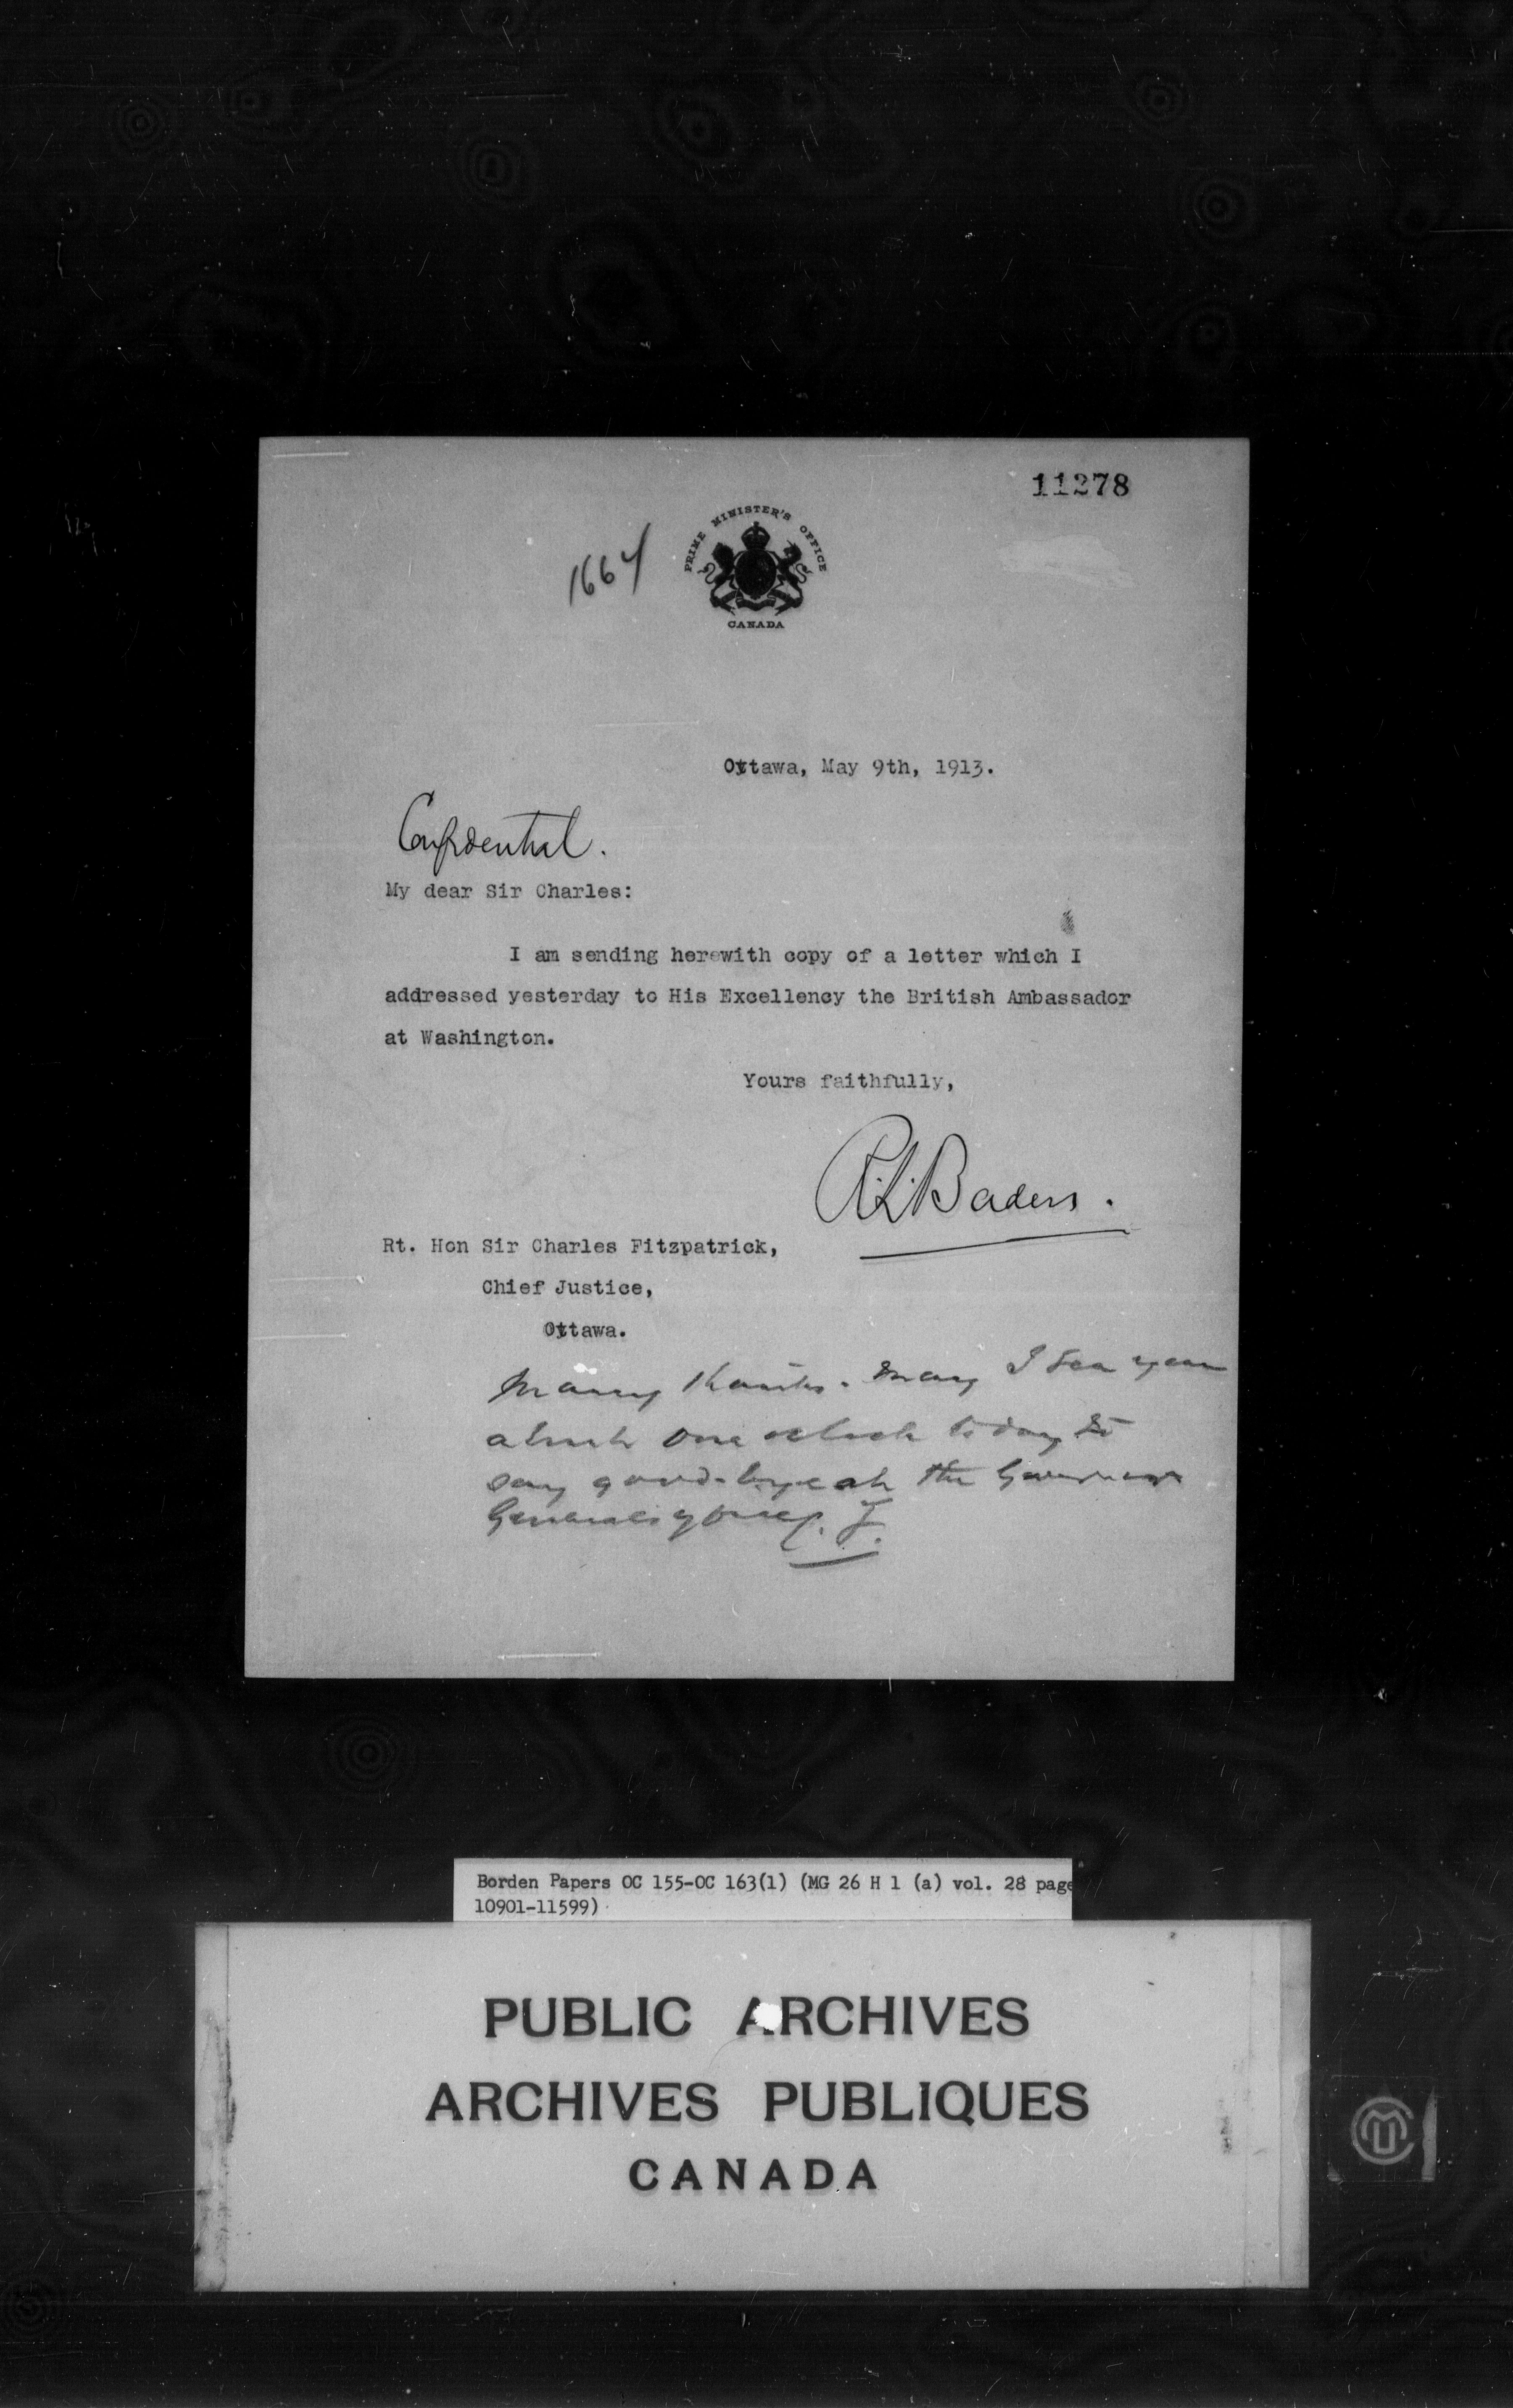 11278
1664
PRIME MINISTER'S OFFICE
CANADA
Ottawa, May 9th, 1913.
Confidential.
My dear Sir Charles:
I am sending herewith copy of a letter which I
addressed yesterday to His Excellency the British Ambassador
at Washington.
Yours faithfully,
R.L. Borden.
Rt. Hon Sir Charles Fitzpatrick,
Chief Justice,
Ottawa.
Many thanks. May I see you
about one o'clock today to
say good-bye at the Governor
General's office. F.
Borden Papers OC 155-OC 163(1) (MG 26 H 1 (a) vol. 28 page
10901-11599)
PUBLIC ARCHIVES
ARCHIVES PUBLIQUES
CANADA